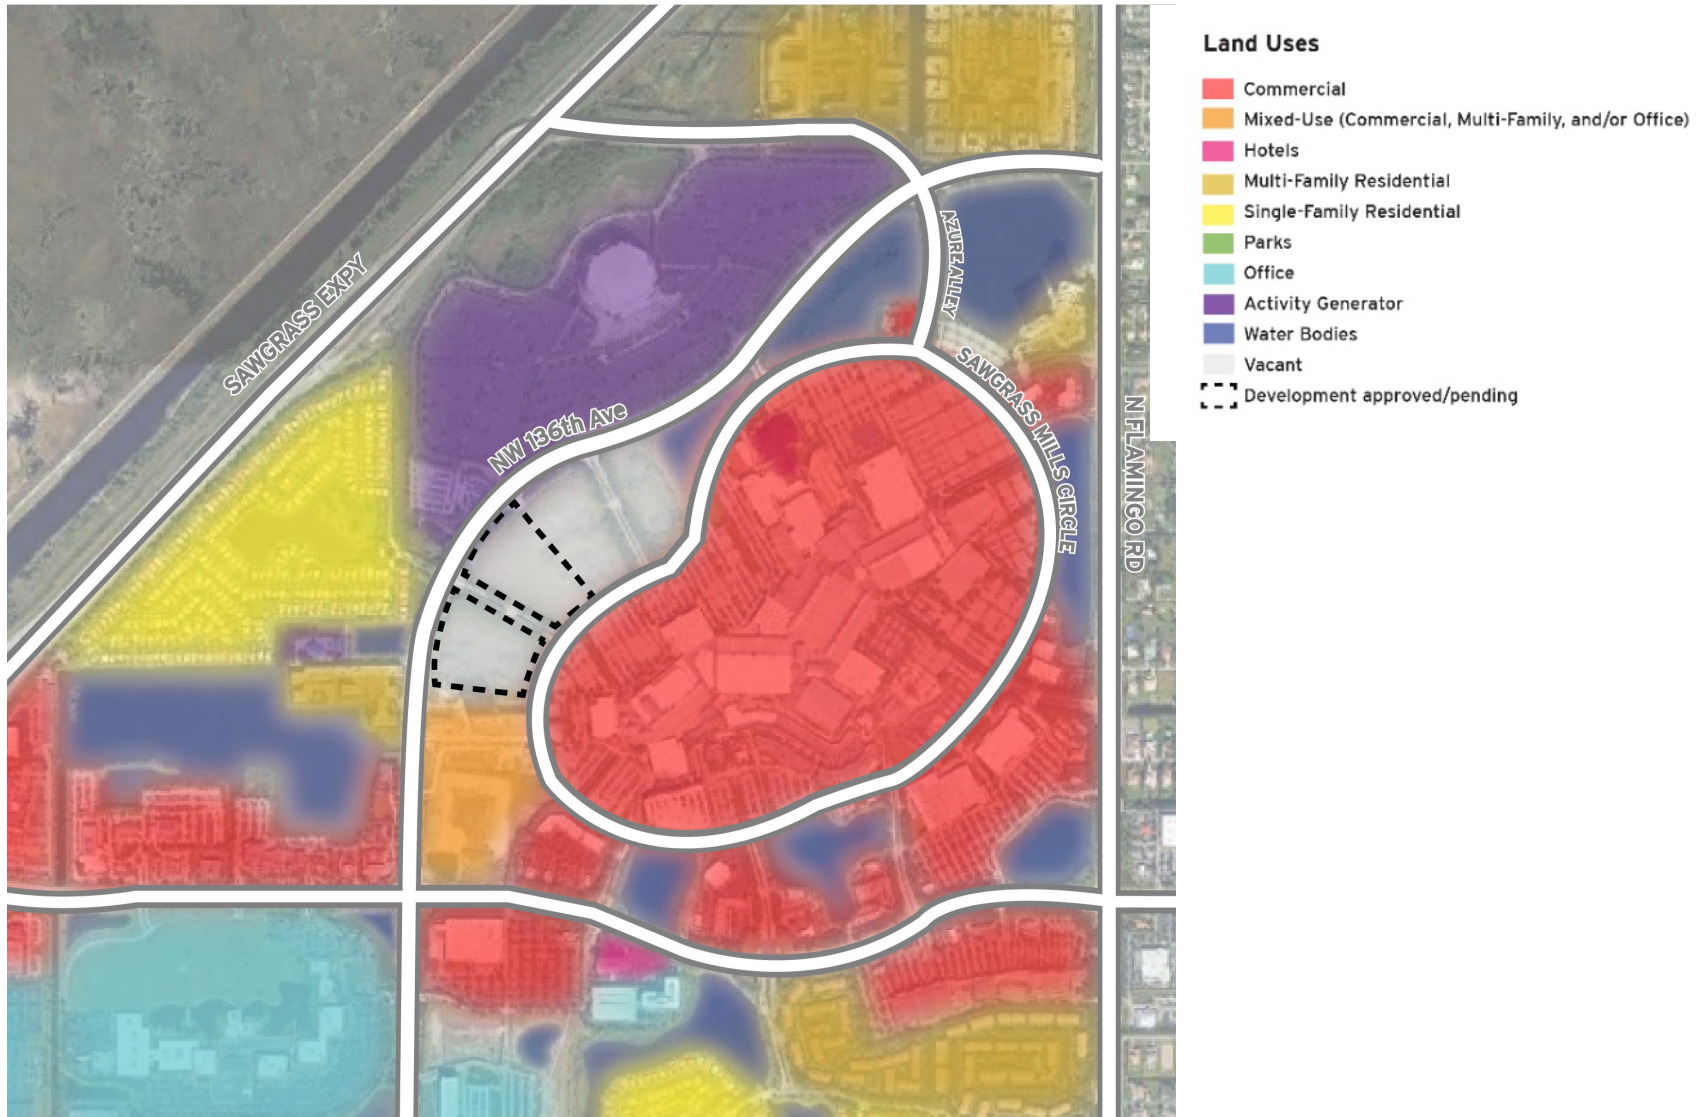 Land Uses
Commercial
Mixed-Use (Commercial, Multi-Family, and/or Office)
Hotels
Multi-Family Residential
Single-Family Residential
Parks
Office
Activity Generator
Water Bodies
Vacant
Development approved/pending
SAWGRASS EXPY
NW 136th Ave
AZUREALLEY
SAWGRASS MILLS CIRCLE
N FLAMINGO RD